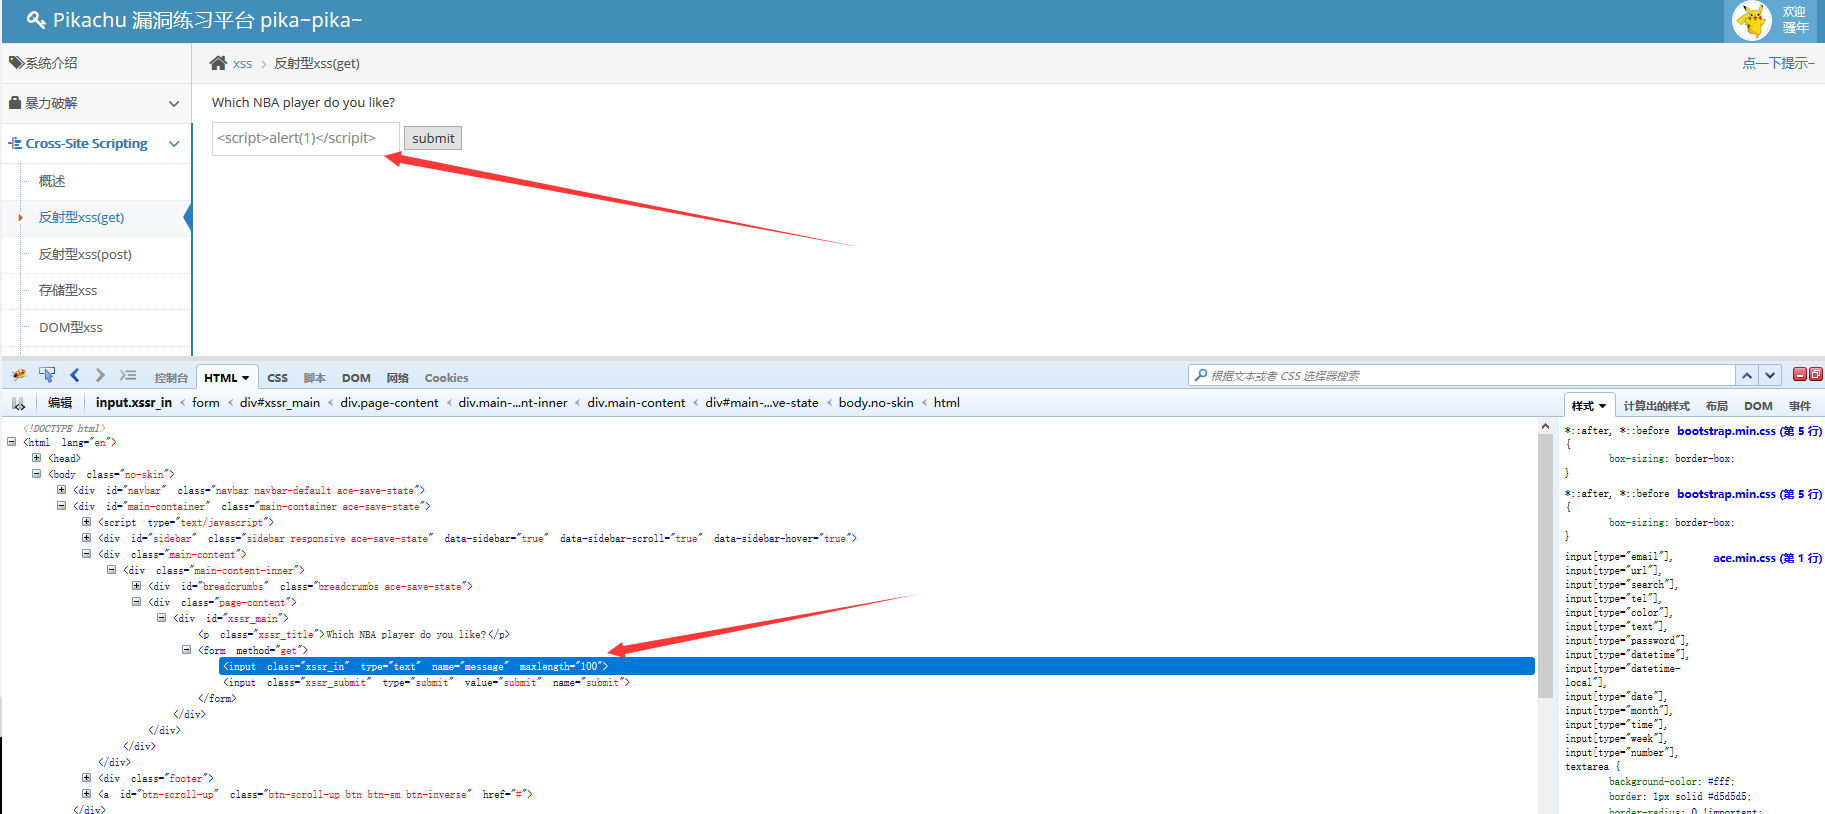 Pikachu 漏洞练习平台 pika~pika~
欢迎
骚年
系统介绍
xss > 反射型xss(get)
点一下提示~
暴力破解
Cross-Site Scripting
概述
反射型xss(get)
反射型xss(post)
存储型xss
DOM型xss
Which NBA player do you like?
<script>alert(1)</scripit>
submit
控制台 HTML CSS 脚本 DOM 网络 Cookies
根据文本或者 CSS 选择器搜索
编辑 input.xssr_in < form < div#xssr_main < div.page-content < div.main-...nt-inner < div.main-content < div#main-...ve-state < body.no-skin < html
<!DOCTYPE html>
<html lang="en">
<head>
<body class="no-skin">
<div id="navbar" class="navbar navbar-default ace-save-state">
<div id="main-container" class="main-container ace-save-state">
<script type="text/javascript">
<div id="sidebar" class="sidebar responsive ace-save-state" data-sidebar="true" data-sidebar-scroll="true" data-sidebar-hover="true">
<div class="main-content">
<div class="main-content-inner">
<div id="breadcrumbs" class="breadcrumbs ace-save-state">
<div class="page-content">
<div id="xssr_main">
<p class="xssr_title">Which NBA player do you like?</p>
<form method="get">
<input class="xssr_in" type="text" name="message" maxlength="100">
<input class="xssr_submit" type="submit" value="submit" name="submit">
</form>
</div>
</div>
</div>
</div>
<div class="footer">
<a id="btn-scroll-up" class="btn-scroll-up btn btn-sm btn-inverse" href="#">
</div>
样式 计算出的样式 布局 DOM 事件
*::after, *::before bootstrap.min.css (第 5 行)
{
box-sizing: border-box;
}
*::after, *::before bootstrap.min.css (第 5 行)
{
box-sizing: border-box;
}
input[type="email"], ace.min.css (第 1 行)
input[type="url"],
input[type="search"],
input[type="tel"],
input[type="color"],
input[type="text"],
input[type="password"],
input[type="datetime"],
input[type="datetime-
local"],
input[type="date"],
input[type="month"],
input[type="time"],
input[type="week"],
input[type="number"],
textarea {
background-color: #fff;
border: 1px solid #d5d5d5;
border-radius: 0 !important;